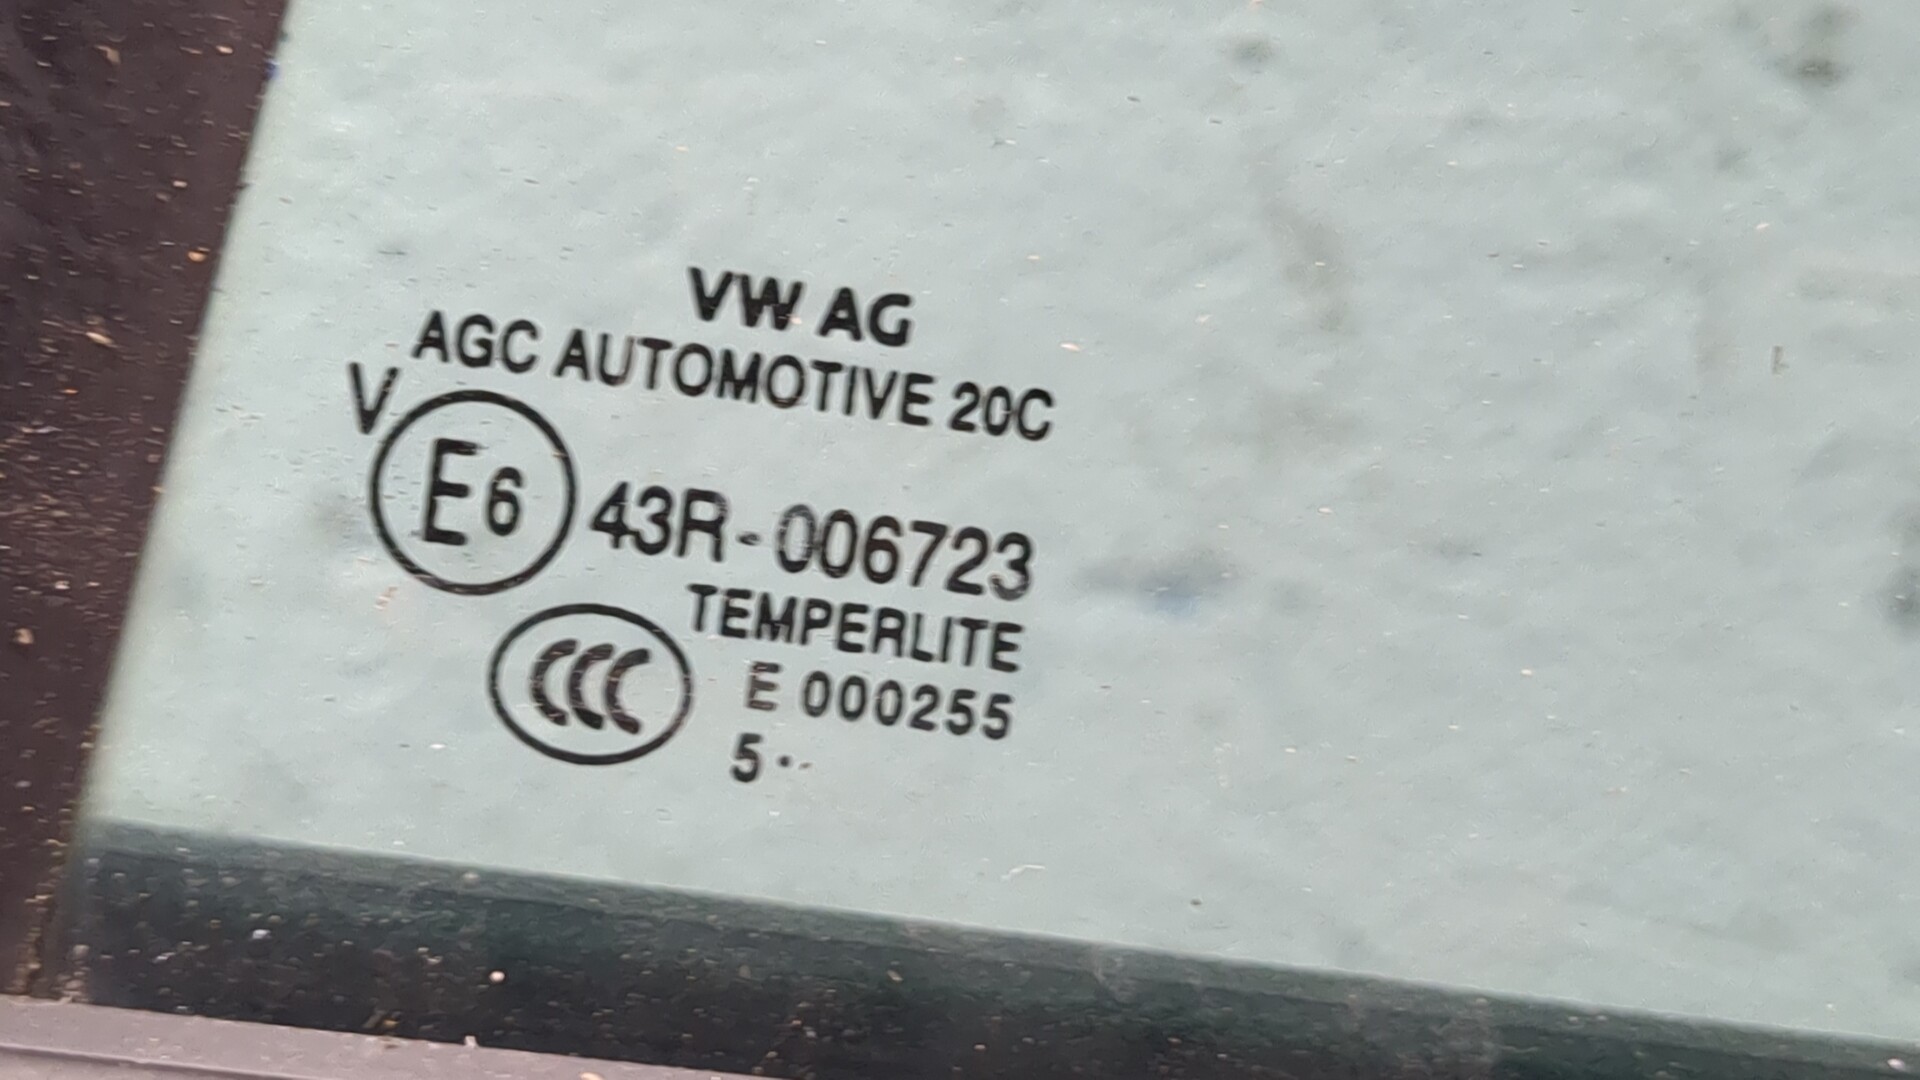 VW AG
AGC AUTOMOTIVE 20C
V
E6 43R-006723
TEMPERLITE
CCC E 000255
5··